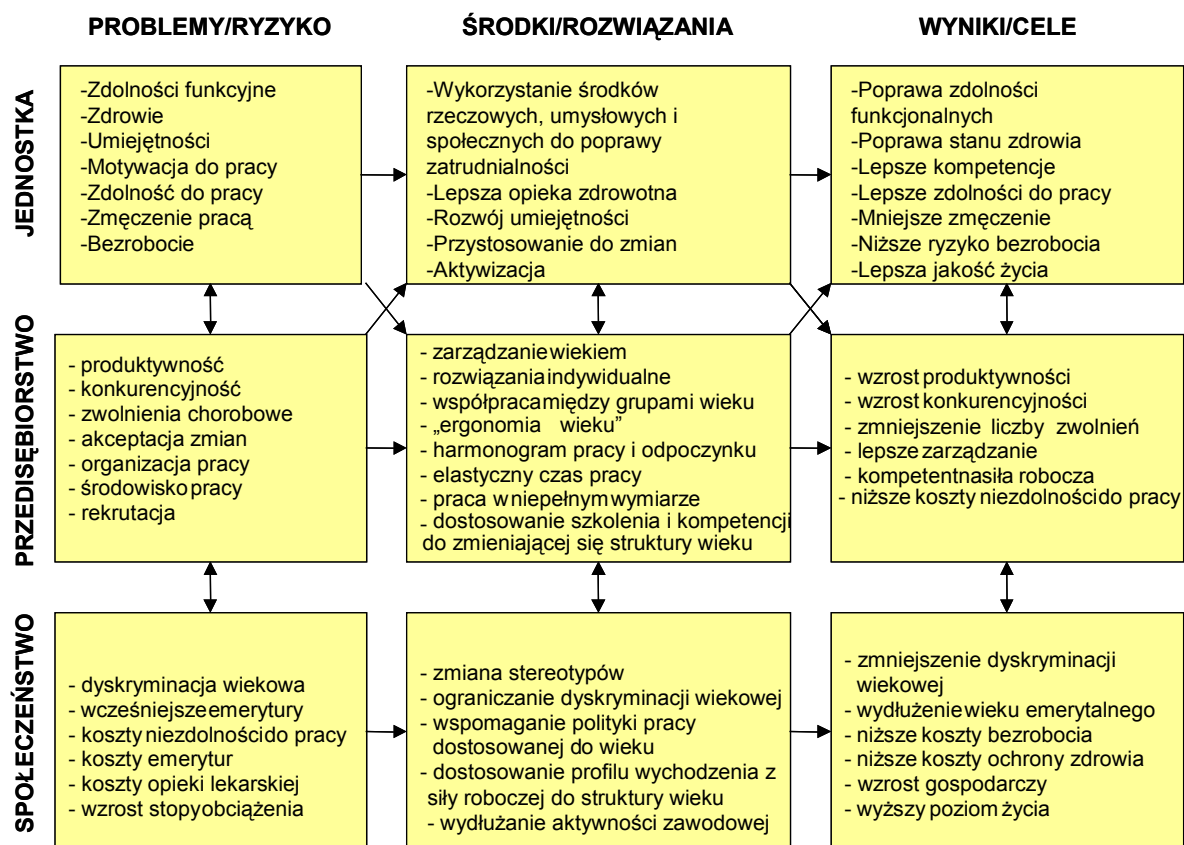 PROBLEMY/RYZYKO
ŚRODKI/ROZWIĄZANIA
WYNIKI/CELE
JEDNOSTKA
-Zdolności funkcyjne
-Zdrowie
-Umiejętności
-Motywacja do pracy
-Zdolność do pracy
-Zmęczenie pracą
-Bezrobocie
-Wykorzystanie środków
rzeczowych, umysłowych i
społecznych do poprawy
zatrudnialności
-Lepsza opieka zdrowotna
-Rozwój umiejętności
-Przystosowanie do zmian
-Aktywizacja
-Poprawa zdolności
funkcjonalnych
-Poprawa stanu zdrowia
-Lepsze kompetencje
-Lepsze zdolności do pracy
-Mniejsze zmęczenie
-Niższe ryzyko bezrobocia
-Lepsza jakość życia
PRZEDISĘBIORSTWO
- produktywność
- konkurencyjność
- zwolnienia chorobowe
- akceptacja zmian
- organizacja pracy
- środowisko pracy
- rekrutacja
- zarządzanie wiekiem
- rozwiązania indywidualne
- współpraca między grupami wieku
- „ergonomia wieku”
- harmonogram pracy i odpoczynku
- elastyczny czas pracy
- praca w niepełnym wymiarze
- dostosowanie szkolenia i kompetencji
do zmieniającej się struktury wieku
- wzrost produktywności
- wzrost konkurencyjności
- zmniejszenie liczby zwolnień
- lepsze zarządzanie
- kompetentna siła robocza
- niższe koszty niezdolności do pracy
SPOŁECZEŃSTWO
- dyskryminacja wiekowa
- wcześniejsze emerytury
- koszty niezdolności do pracy
- koszty emerytur
- koszty opieki lekarskiej
- wzrost stopy obciążenia
- zmiana stereotypów
- ograniczanie dyskryminacji wiekowej
- wspomaganie polityki pracy
dostosowanej do wieku
- dostosowanie profilu wychodzenia z
siły roboczej do struktury wieku
- wydłużanie aktywności zawodowej
- zmniejszenie dyskryminacji
wiekowej
- wydłużenie wieku emerytalnego
- niższe koszty bezrobocia
- niższe koszty ochrony zdrowia
- wzrost gospodarczy
- wyższy poziom życia